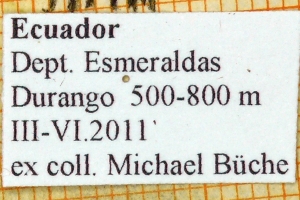 Ecuador
Dept. Esmeraldas
Durango 500-800 m
III-VI.2011
ex coll. Michael Büche